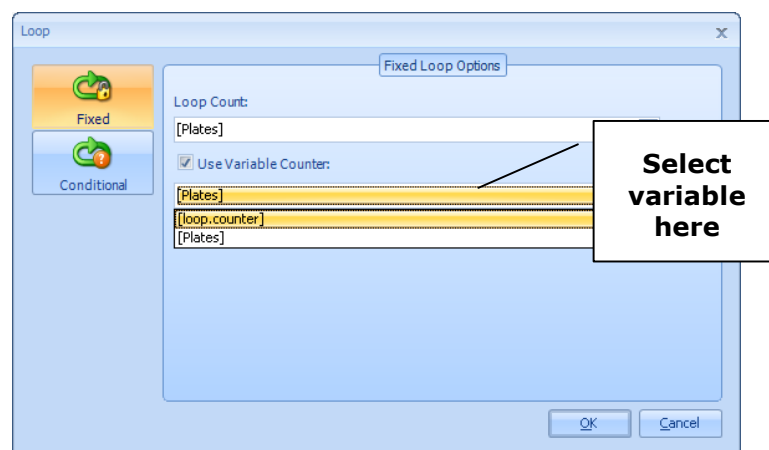 Loop
x
Fixed Loop Options
Fixed
Loop Count:
[Plates]
Use Variable Counter:
Conditional
[Plates]
[loop.counter]
[Plates]
Select
variable
here
OK
Cancel